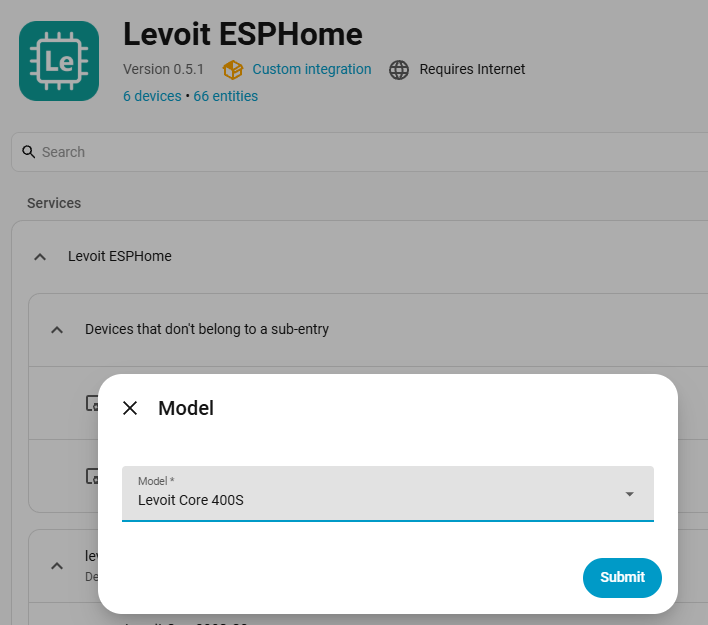 Levoit ESPHome
Le
Version 0.5.1 Custom integration Requires Internet
6 devices • 66 entities
Search
Services
Levoit ESPHome
Devices that don't belong to a sub-entry
Model
Model *
Levoit Core 400S
Submit